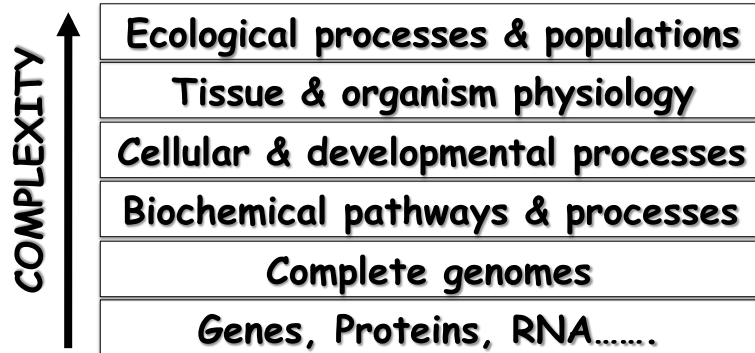 COMPLEXITY
Ecological processes & populations
Tissue & organism physiology
Cellular & developmental processes
Biochemical pathways & processes
Complete genomes
Genes, Proteins, RNA.......